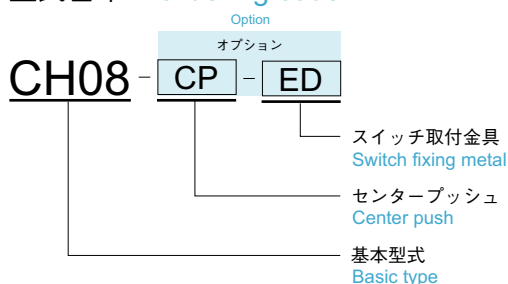 Option
オプション
CH08 - CP - ED
スイッチ取付金具
Switch fixing metal
センタープッシュ
Center push
基本型式
Basic type